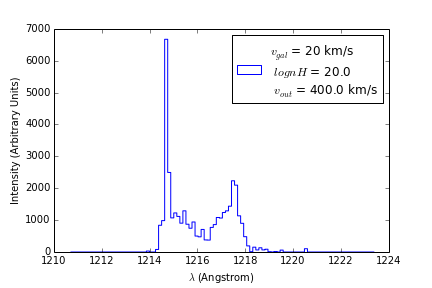 7000
6000
5000
4000
3000
2000
1000
0
Intensity (Arbitrary Units)
v_gal = 20 km/s
lognH = 20.0
v_out = 400.0 km/s
1210 1212 1214 1216 1218 1220 1222 1224
λ (Angstrom)